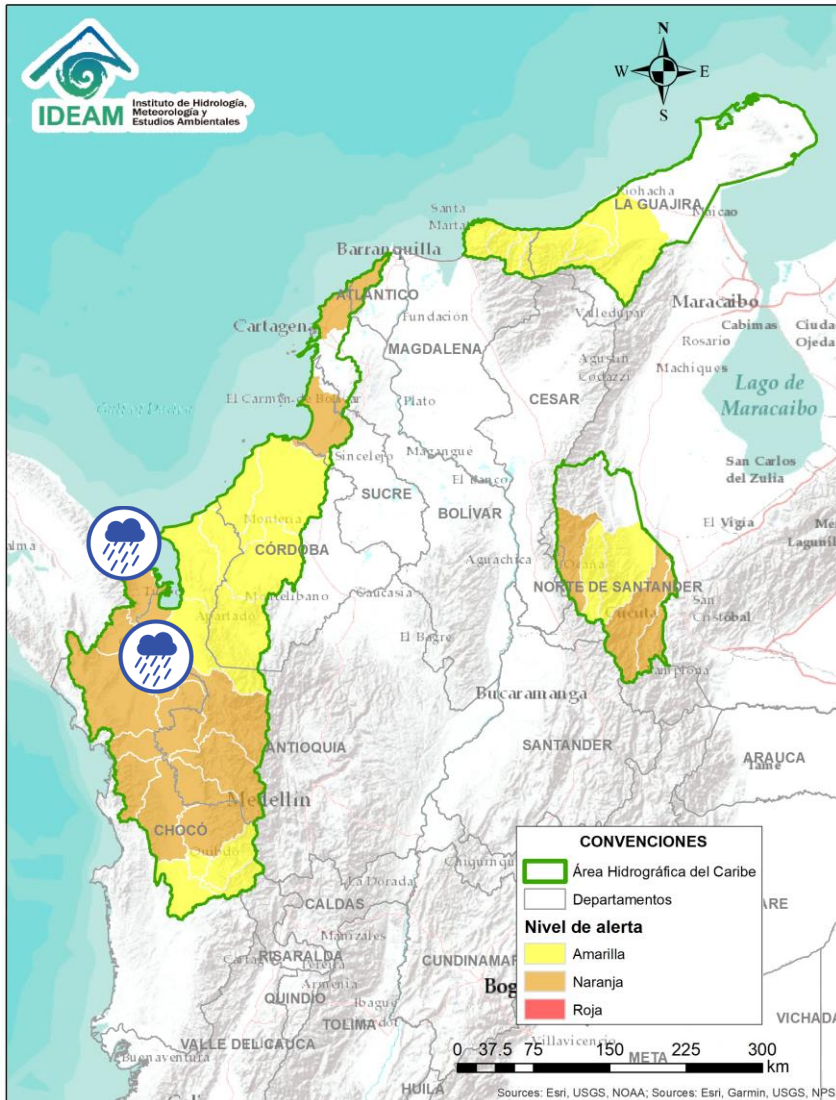 IDEAM
Instituto de Hidrología,
Meteorología y
Estudios Ambientales
N
W
E
S
Riohacha
LA GUAJIRA
Maicao
Santa
Marta
Barranquilla
ATLÁNTICO
Maracaibo
Cabimas
Ciudad
Ojeda
Cartagena
Fundación
Valledupar
Rosario
MAGDALENA
Machiques
Agustín
Codazzi
Lago de
Maracaibo
El Carmen de Bolívar
Plato
CESAR
Sincelejo
Magangué
San Carlos
del Zulia
El Banco
SUCRE
BOLÍVAR
Montería
El Vigía
CÓRDOBA
Aguachica
Ocaña
NORTE DE SANTANDER
Turbo
Montelíbano
Caucasia
Cúcuta
San
Cristóbal
Apartadó
El Bagre
Pamplona
Bucaramanga
ANTIOQUIA
SANTANDER
ARAUCA
Tame
Medellín
CHOCÓ
Quibdó
La Dorada
CALDAS
Manizales
RISARALDA
Pereira
Armenia
QUINDÍO
Ibagué
TOLIMA
VALLE DEL CAUCA
Buenaventura
HUILA
Villavicencio
META
VICHADA
CONVENCIONES
Área Hidrográfica del Caribe
Departamentos
Nivel de alerta
Amarilla
Naranja
Roja
0 37.5 75 150 225 300
km
Sources: Esri, USGS, NOAA; Sources: Esri, Garmin, USGS, NPS